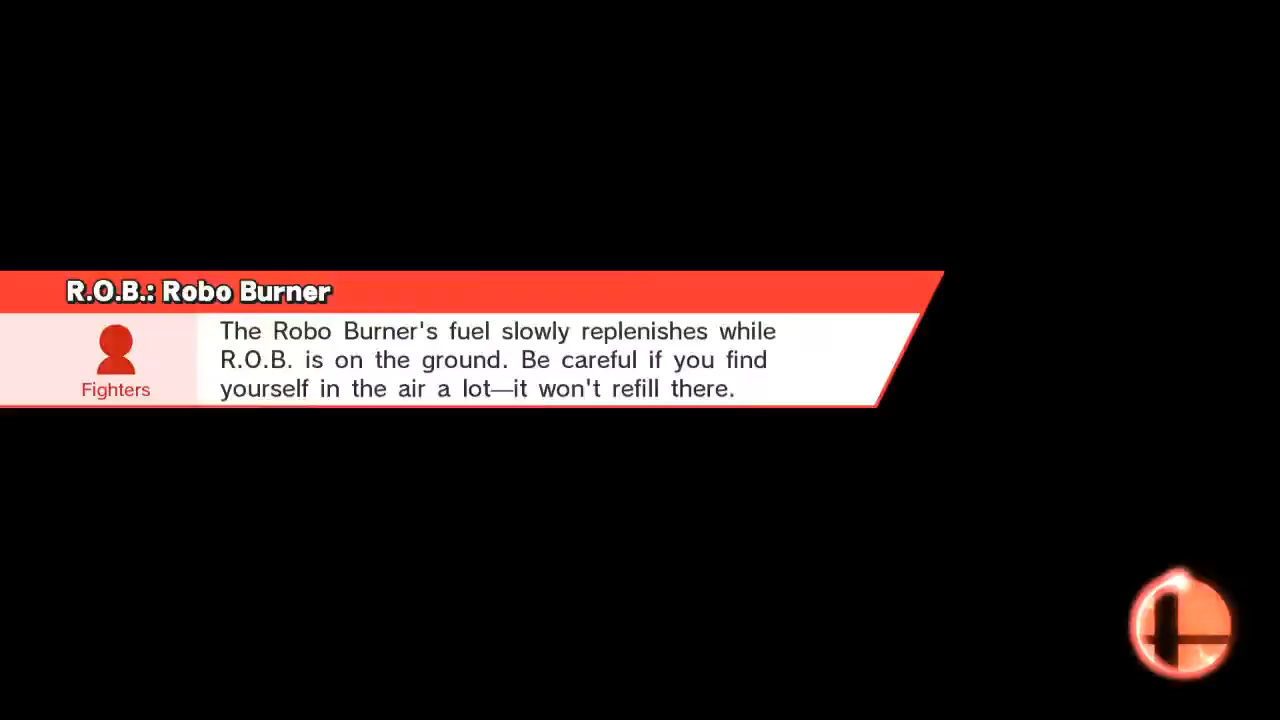 R.O.B.: Robo Burner
The Robo Burner's fuel slowly replenishes while
R.O.B. is on the ground. Be careful if you find
yourself in the air a lot—it won't refill there.
Fighters